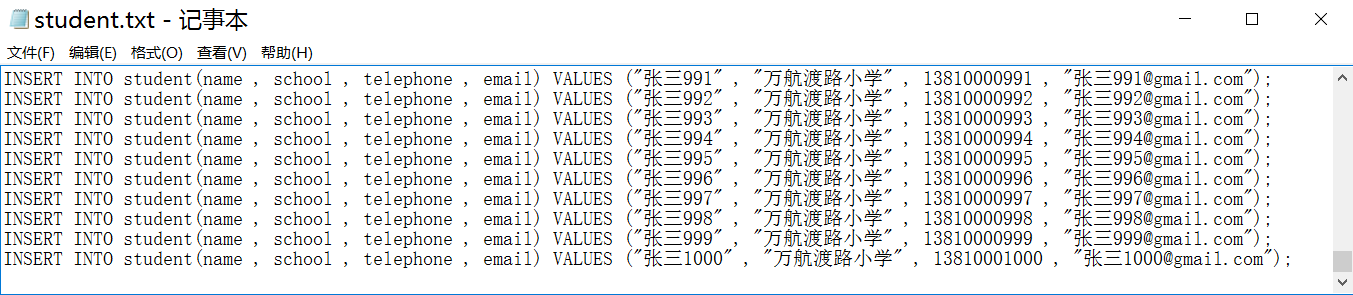 student.txt - 记事本
文件(F) 编辑(E) 格式(O) 查看(V) 帮助(H)
INSERT INTO student(name , school , telephone , email) VALUES ("张三991" , "万航渡路小学" , 13810000991 , "张三991@gmail.com");
INSERT INTO student(name , school , telephone , email) VALUES ("张三992" , "万航渡路小学" , 13810000992 , "张三992@gmail.com");
INSERT INTO student(name , school , telephone , email) VALUES ("张三993" , "万航渡路小学" , 13810000993 , "张三993@gmail.com");
INSERT INTO student(name , school , telephone , email) VALUES ("张三994" , "万航渡路小学" , 13810000994 , "张三994@gmail.com");
INSERT INTO student(name , school , telephone , email) VALUES ("张三995" , "万航渡路小学" , 13810000995 , "张三995@gmail.com");
INSERT INTO student(name , school , telephone , email) VALUES ("张三996" , "万航渡路小学" , 13810000996 , "张三996@gmail.com");
INSERT INTO student(name , school , telephone , email) VALUES ("张三997" , "万航渡路小学" , 13810000997 , "张三997@gmail.com");
INSERT INTO student(name , school , telephone , email) VALUES ("张三998" , "万航渡路小学" , 13810000998 , "张三998@gmail.com");
INSERT INTO student(name , school , telephone , email) VALUES ("张三999" , "万航渡路小学" , 13810000999 , "张三999@gmail.com");
INSERT INTO student(name , school , telephone , email) VALUES ("张三1000" , "万航渡路小学" , 13810001000 , "张三1000@gmail.com");